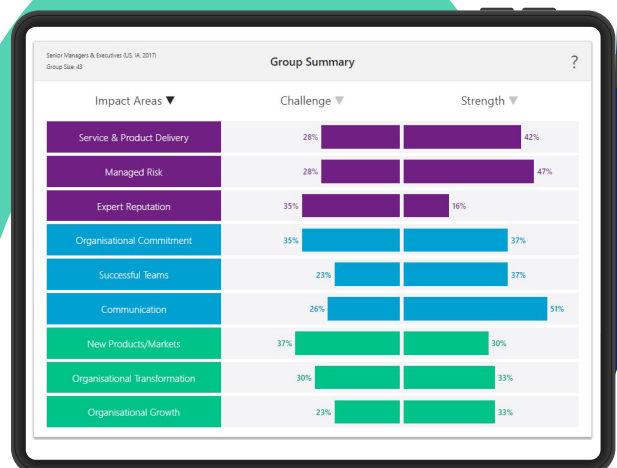 Senior Managers & Executives (US, IA, 2017)
Group Size: 43
Group Summary
?
Impact Areas ▼ Challenge ▼ Strength ▼
Service & Product Delivery 28% 42%
Managed Risk 28% 47%
Expert Reputation 35% 16%
Organisational Commitment 35% 37%
Successful Teams 23% 37%
Communication 26% 51%
New Products/Markets 37% 30%
Organisational Transformation 30% 33%
Organisational Growth 23% 33%